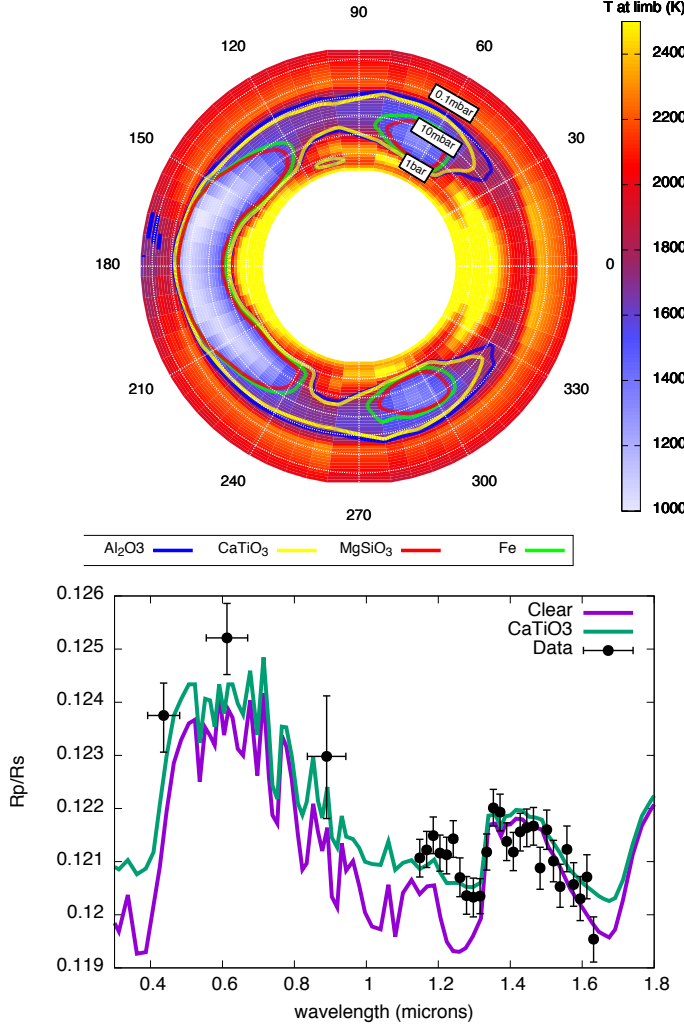 T at limb (K)
90
120
60
0.1mbar
10mbar
1bar
150
30
180
0
210
330
240
300
270
2400
2200
2000
1800
1600
1400
1200
1000
Al₂O3 CaTiO₃ MgSiO₃ Fe
0.126
0.125
0.124
0.123
0.122
0.121
0.12
0.119
Rp/Rs
Clear
CaTiO3
Data
0.4 0.6 0.8 1 1.2 1.4 1.6 1.8
wavelength (microns)